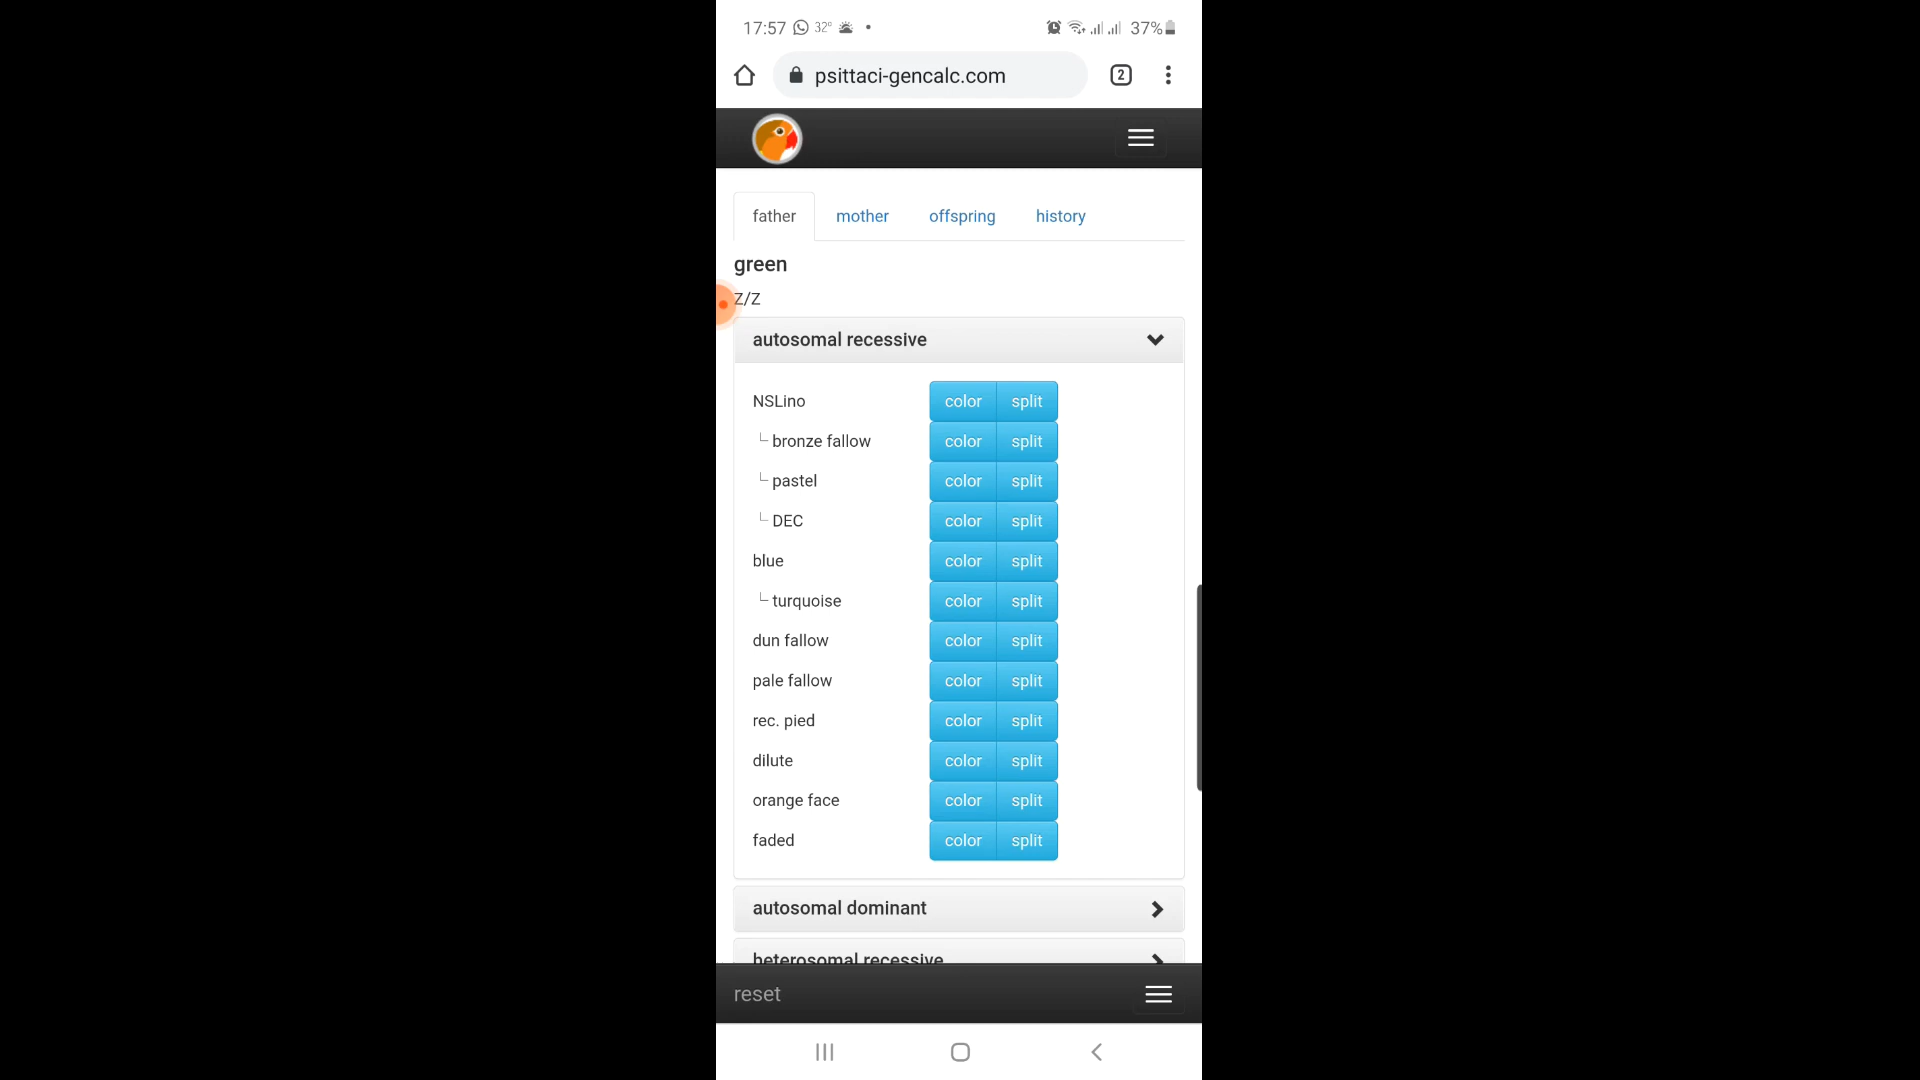 17:57 32° 37%
psittaci-gencalc.com 2
father mother offspring history
green
Z/Z
autosomal recessive
NSLino color split
bronze fallow color split
pastel color split
DEC color split
blue color split
turquoise color split
dun fallow color split
pale fallow color split
rec. pied color split
dilute color split
orange face color split
faded color split
autosomal dominant
heterosomal recessive
reset